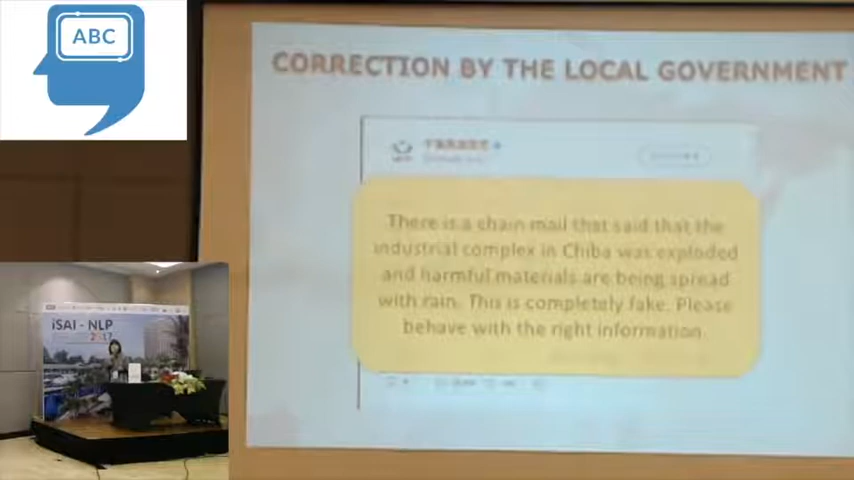 ABC
CORRECTION BY THE LOCAL GOVERNMENT
There is a chain mail that said that the
industrial complex in Chiba was exploded
and harmful materials are being spread
with rain. This is completely fake. Please
behave with the right information.
iSAI - NLP
2017